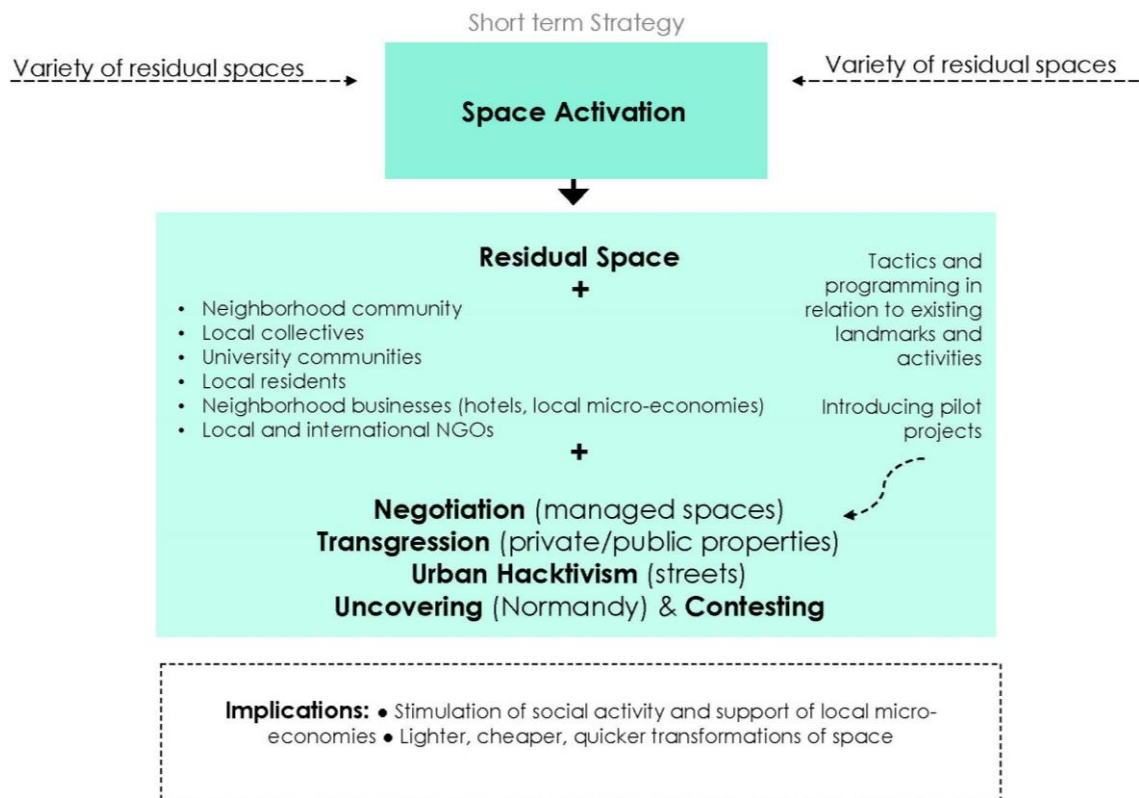 Short term Strategy
Variety of residual spaces
Variety of residual spaces
Space Activation
Residual Space
+
• Neighborhood community
• Local collectives
• University communities
• Local residents
• Neighborhood businesses (hotels, local micro-economies)
• Local and international NGOs
Tactics and
programming in
relation to existing
landmarks and
activities
Introducing pilot
projects
+
Negotiation (managed spaces)
Transgression (private/public properties)
Urban Hacktivism (streets)
Uncovering (Normandy) & Contesting
Implications: ● Stimulation of social activity and support of local micro-
economies ● Lighter, cheaper, quicker transformations of space